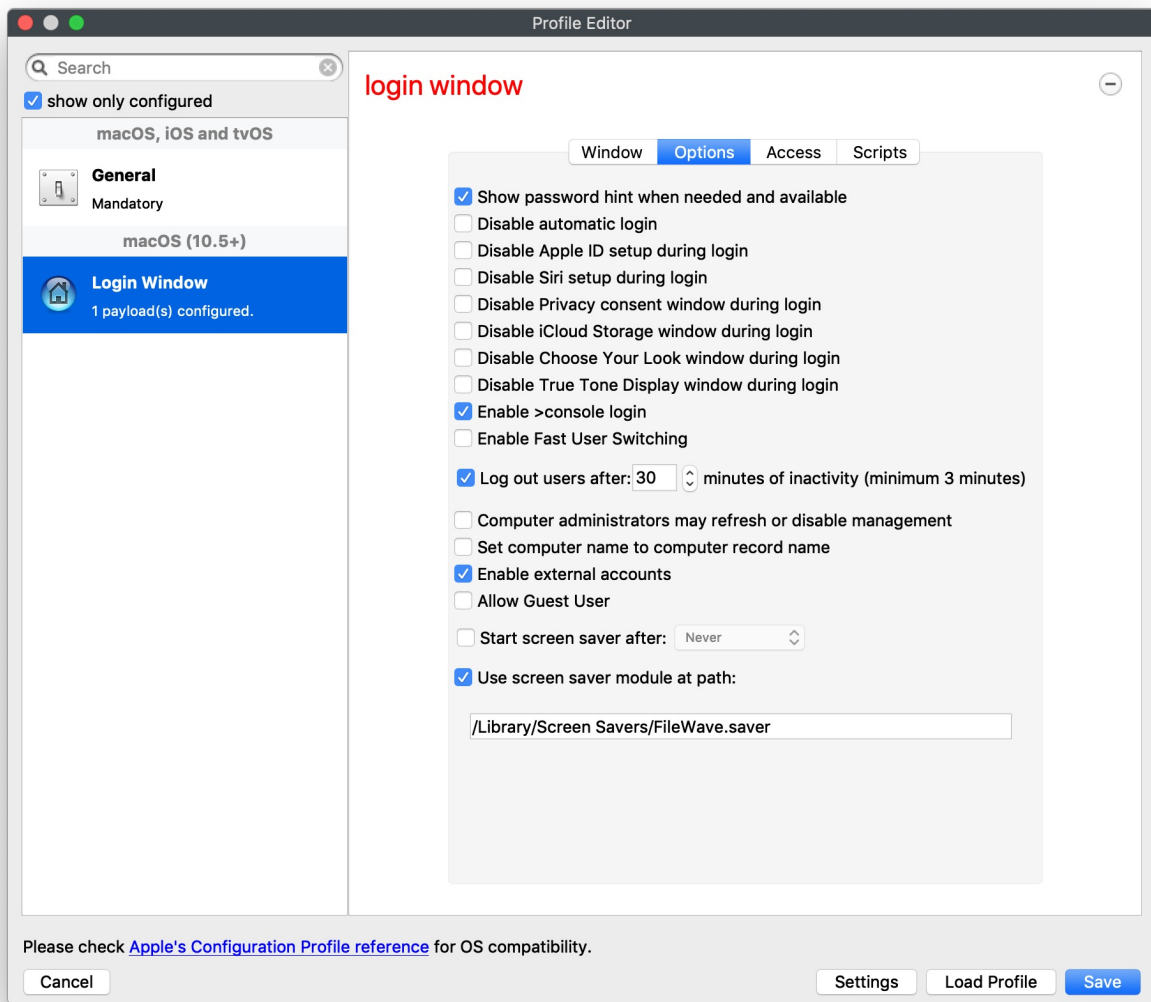 Profile Editor
Search
show only configured
macOS, iOS and tvOS
General
Mandatory
macOS (10.5+)
Login Window
1 payload(s) configured.
login window
Window Options Access Scripts
Show password hint when needed and available
Disable automatic login
Disable Apple ID setup during login
Disable Siri setup during login
Disable Privacy consent window during login
Disable iCloud Storage window during login
Disable Choose Your Look window during login
Disable True Tone Display window during login
Enable >console login
Enable Fast User Switching
Log out users after: 30 minutes of inactivity (minimum 3 minutes)
Computer administrators may refresh or disable management
Set computer name to computer record name
Enable external accounts
Allow Guest User
Start screen saver after: Never
Use screen saver module at path:
/Library/Screen Savers/FileWave.saver
Please check Apple's Configuration Profile reference for OS compatibility.
Cancel Settings Load Profile Save